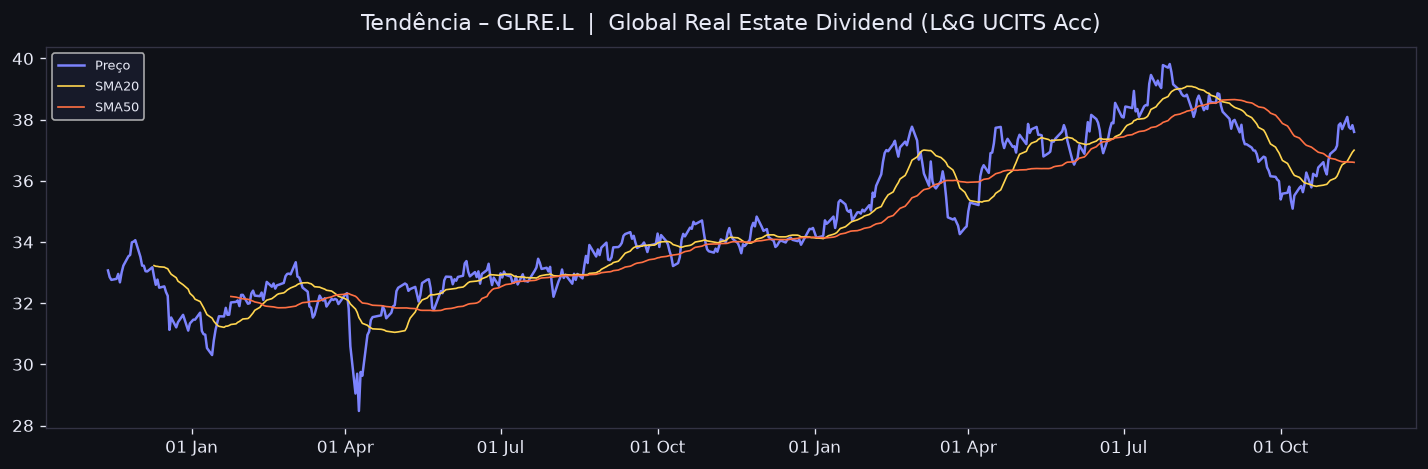 Tendência – GLRE.L | Global Real Estate Dividend (L&G UCITS Acc)
Preço
SMA20
SMA50
40
38
36
34
32
30
28
01 Jan
01 Apr
01 Jul
01 Oct
01 Jan
01 Apr
01 Jul
01 Oct